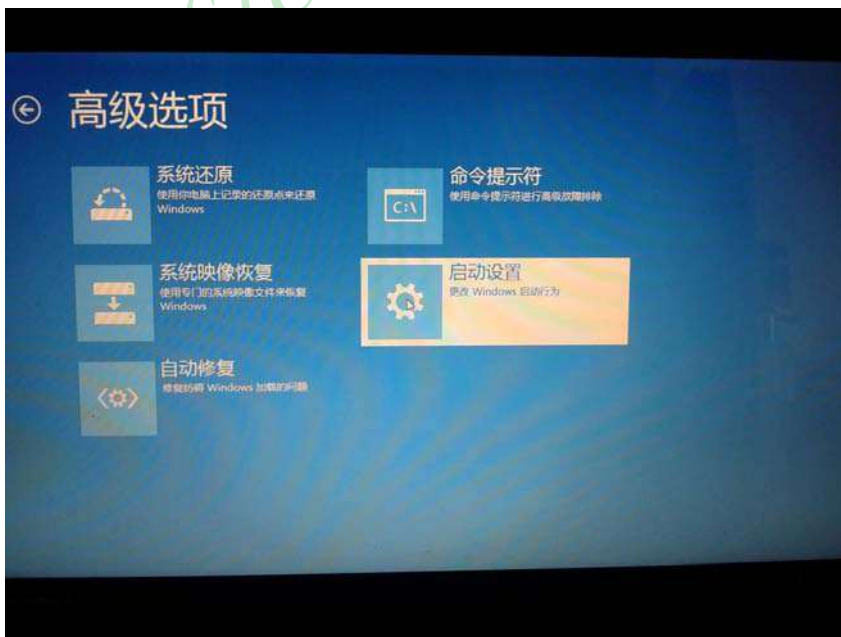 高级选项
系统还原
使用你电脑上记录的还原点来还原
Windows
命令提示符
使用命令提示符进行高级故障排除
C:\
系统映像恢复
使用专门的系统映像文件来恢复
Windows
启动设置
更改 Windows 启动行为
自动修复
修复妨碍 Windows 加载的问题